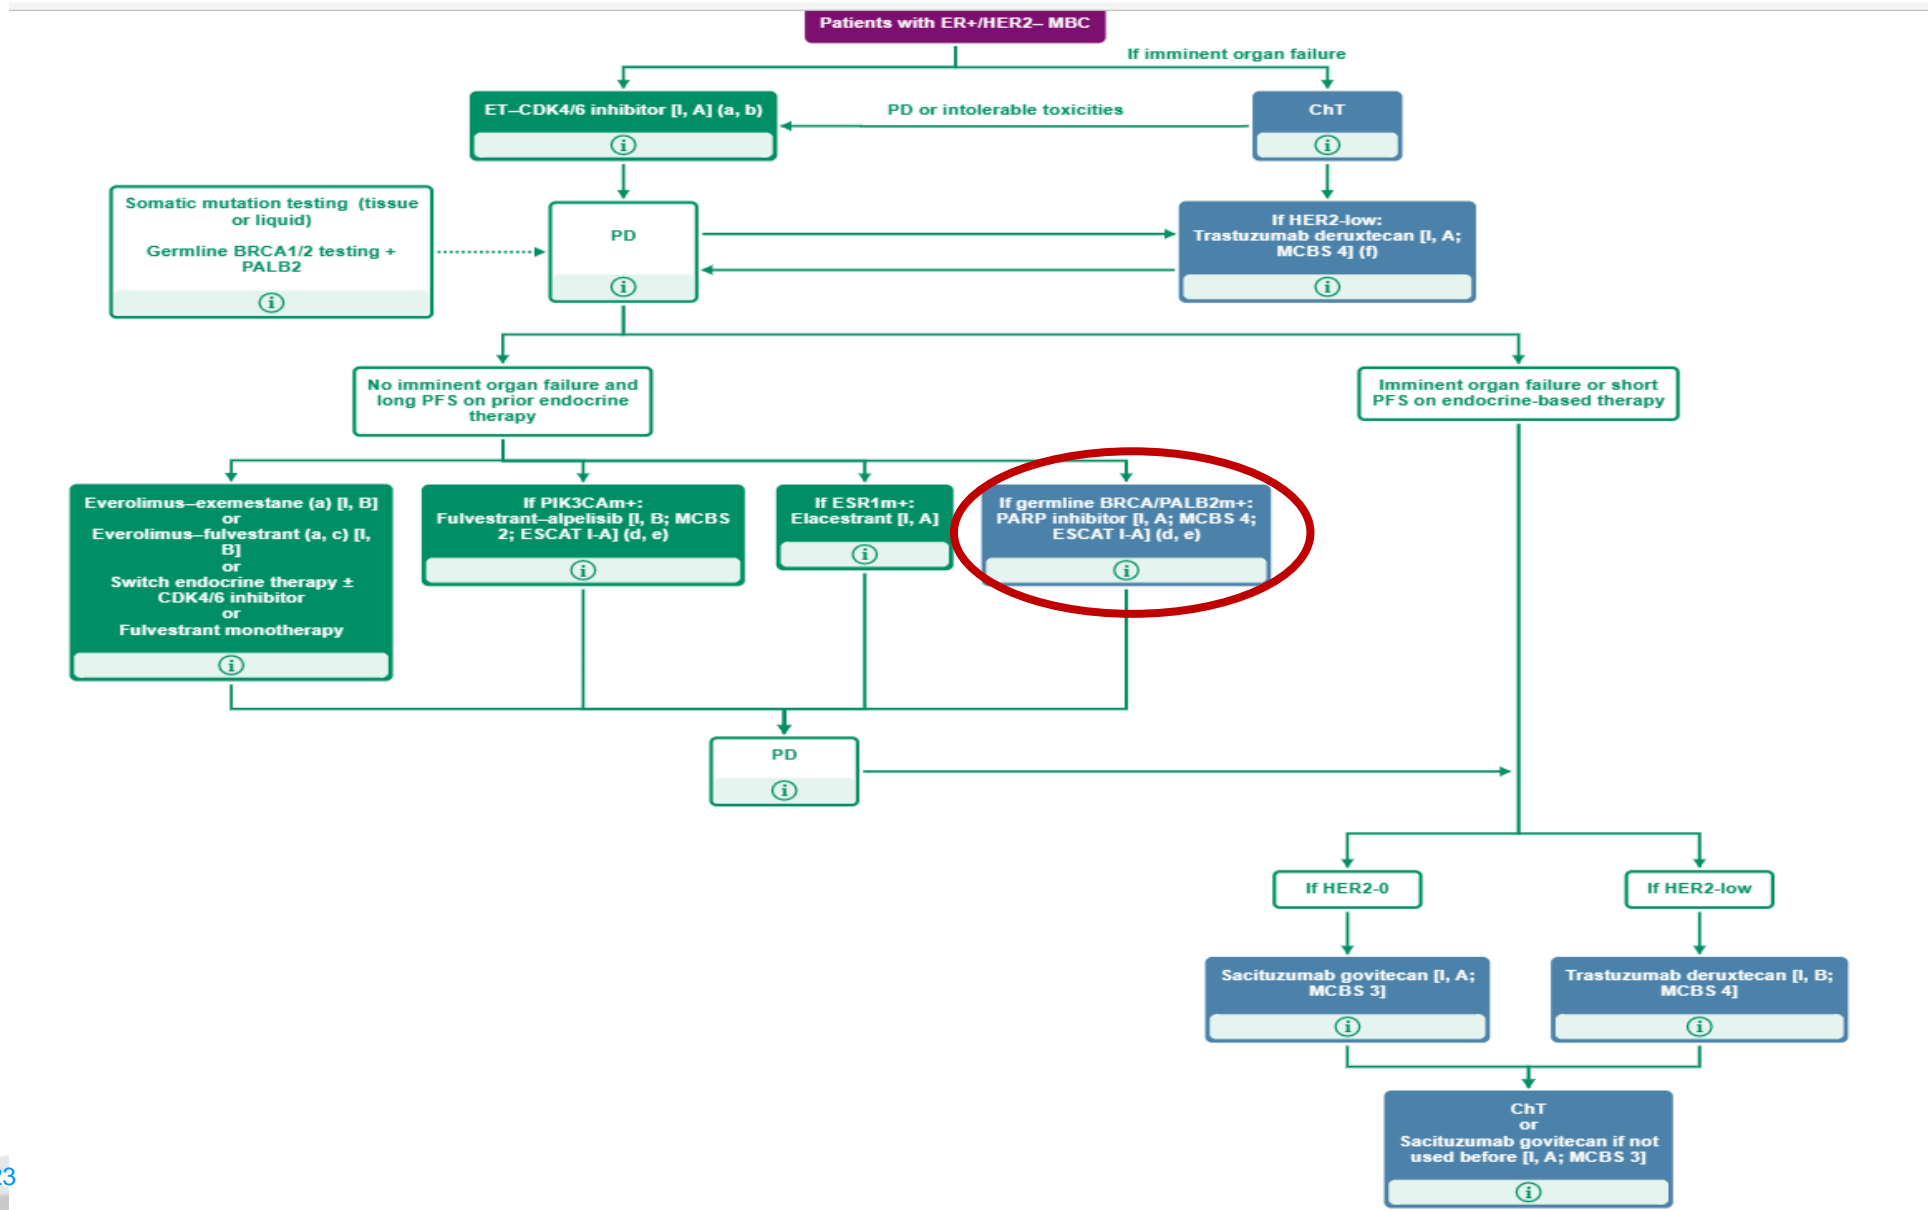 Patients with ER+/HER2– MBC
If imminent organ failure
ET–CDK4/6 inhibitor [I, A] (a, b)
PD or intolerable toxicities
ChT
Somatic mutation testing (tissue
or liquid)
Germline BRCA1/2 testing +
PALB2
PD
If HER2-low:
Trastuzumab deruxtecan [I, A;
MCBS 4] (f)
No imminent organ failure and
long PFS on prior endocrine
therapy
Imminent organ failure or short
PFS on endocrine-based therapy
Everolimus–exemestane (a) [I, B]
or
Everolimus–fulvestrant (a, c) [I,
B]
or
Switch endocrine therapy ±
CDK4/6 inhibitor
or
Fulvestrant monotherapy
If PIK3CAm+:
Fulvestrant–alpelisib [I, B; MCBS
2; ESCAT I-A] (d, e)
If ESR1m+:
Elacestrant [I, A]
If germline BRCA/PALB2m+:
PARP inhibitor [I, A; MCBS 4;
ESCAT I-A] (d, e)
PD
If HER2-0
If HER2-low
Sacituzumab govitecan [I, A;
MCBS 3]
Trastuzumab deruxtecan [I, B;
MCBS 4]
ChT
or
Sacituzumab govitecan if not
used before [I, A; MCBS 3]